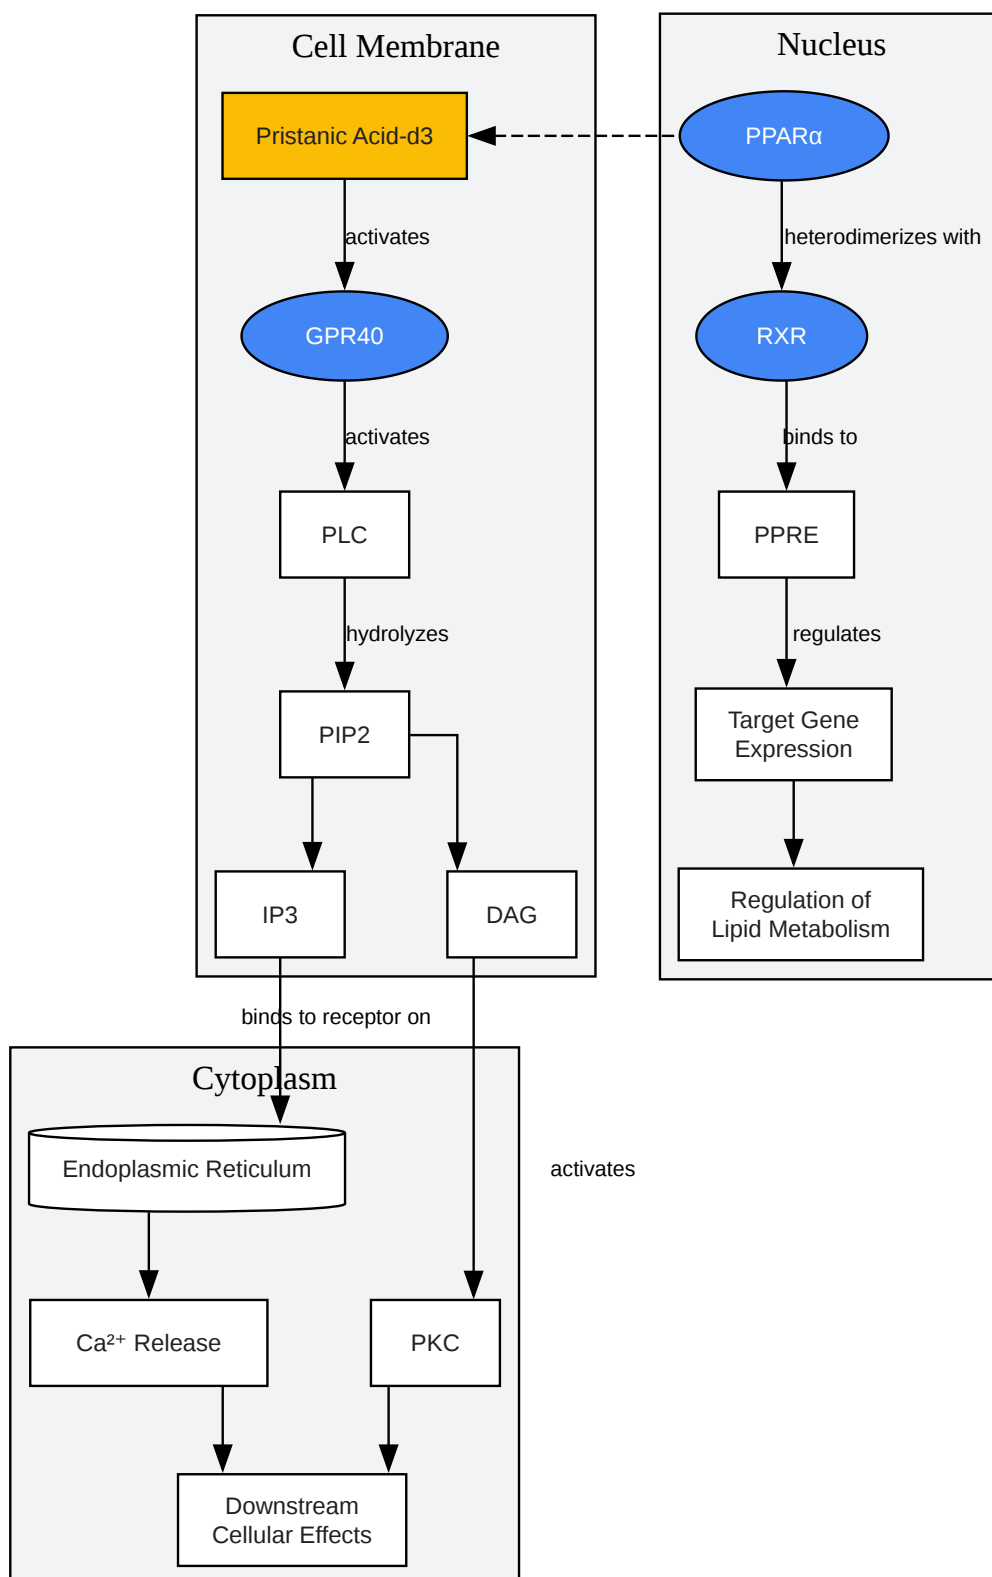 Cell Membrane
Pristanic Acid-d3
activates
GPR40
activates
PLC
hydrolyzes
PIP2
IP3
DAG
binds to receptor on
activates
Cytoplasm
Endoplasmic Reticulum
Ca²⁺ Release
PKC
Downstream
Cellular Effects
Nucleus
PPARα
heterodimerizes with
RXR
binds to
PPRE
regulates
Target Gene
Expression
Regulation of
Lipid Metabolism